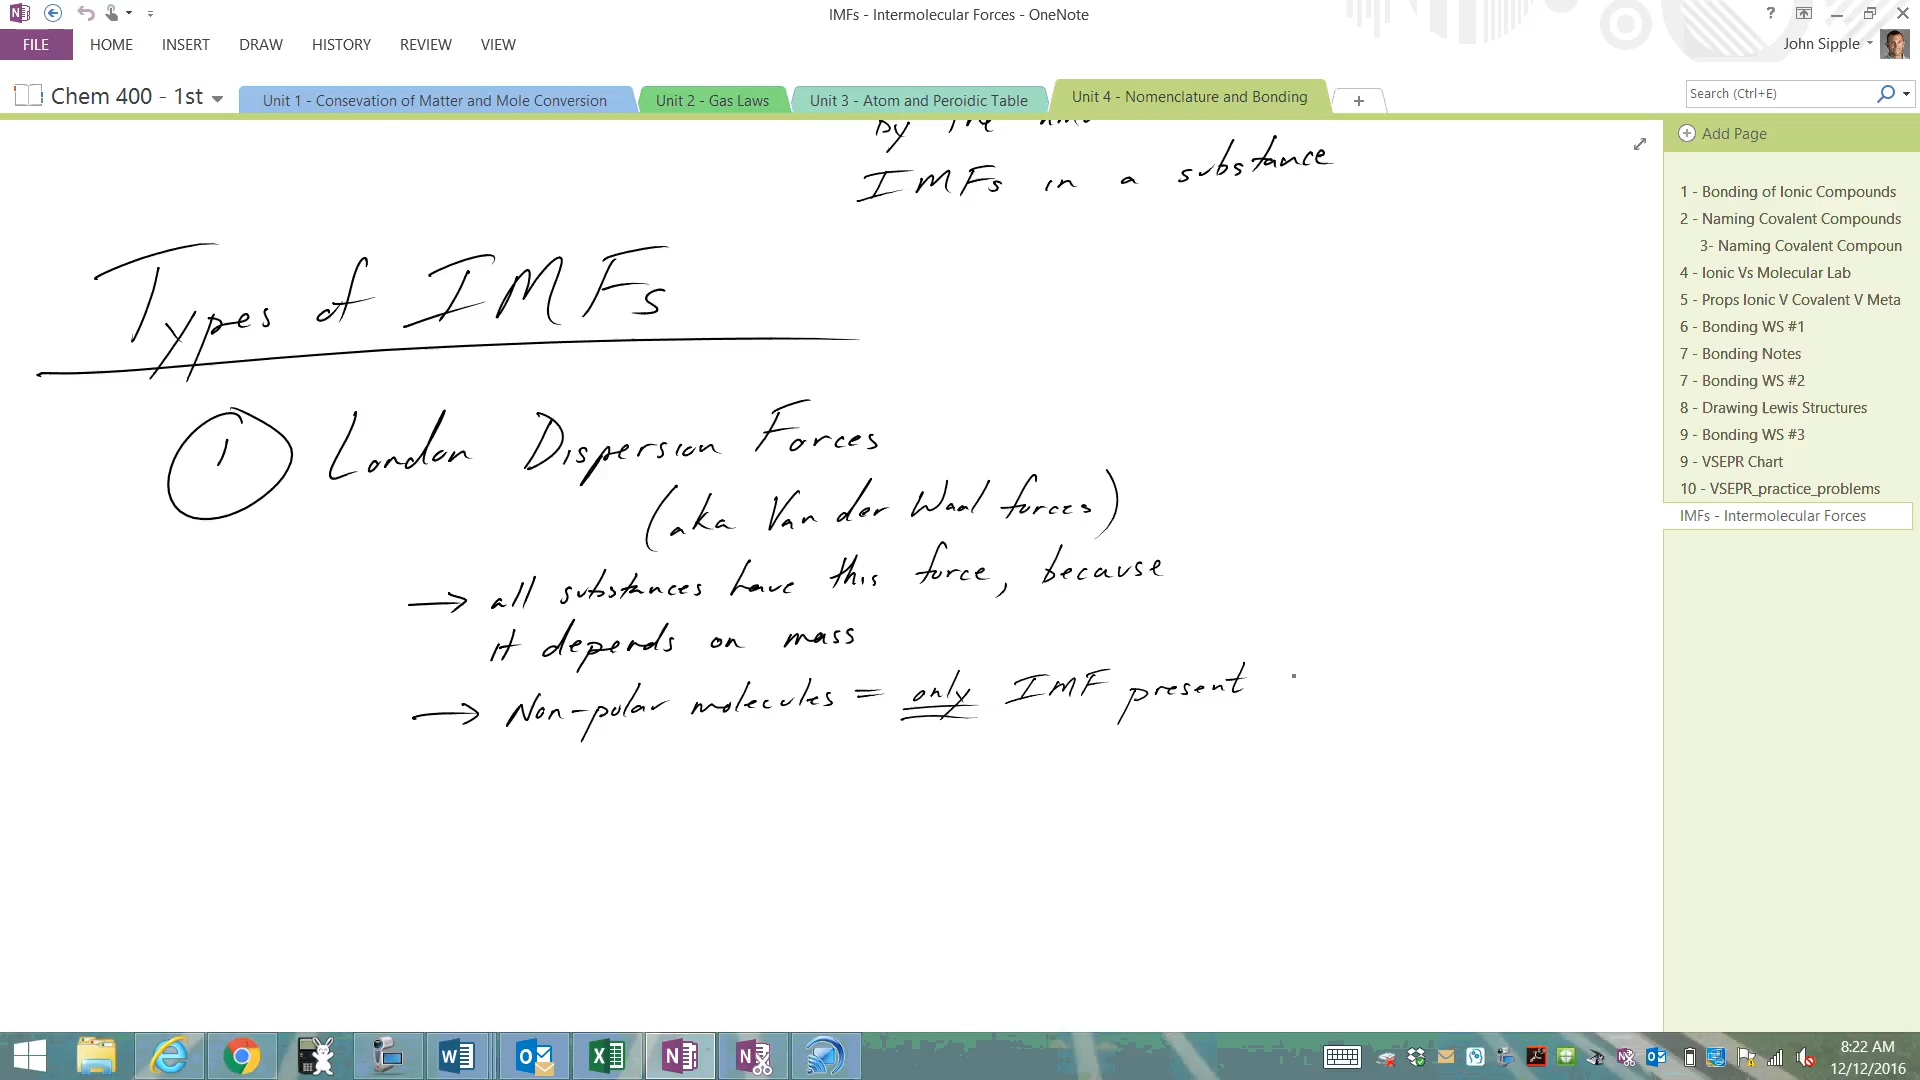 IMFs - Intermolecular Forces - OneNote
?
FILE HOME INSERT DRAW HISTORY REVIEW VIEW
John Sipple
Chem 400 - 1st
Unit 1 - Consevation of Matter and Mole Conversion
Unit 2 - Gas Laws
Unit 3 - Atom and Peroidic Table
Unit 4 - Nomenclature and Bonding
+
Search (Ctrl+E)
by the
IMFs in a substance
Types of IMFs
1 London Dispersion Forces
(aka Van der Waal forces)
→ all substances have this force, because
it depends on mass
→ Non-polar molecules = only IMF present
Add Page
1 - Bonding of Ionic Compounds
2 - Naming Covalent Compounds
3- Naming Covalent Compoun
4 - Ionic Vs Molecular Lab
5 - Props Ionic V Covalent V Meta
6 - Bonding WS #1
7 - Bonding Notes
7 - Bonding WS #2
8 - Drawing Lewis Structures
9 - Bonding WS #3
9 - VSEPR Chart
10 - VSEPR_practice_problems
IMFs - Intermolecular Forces
8:22 AM
12/12/2016